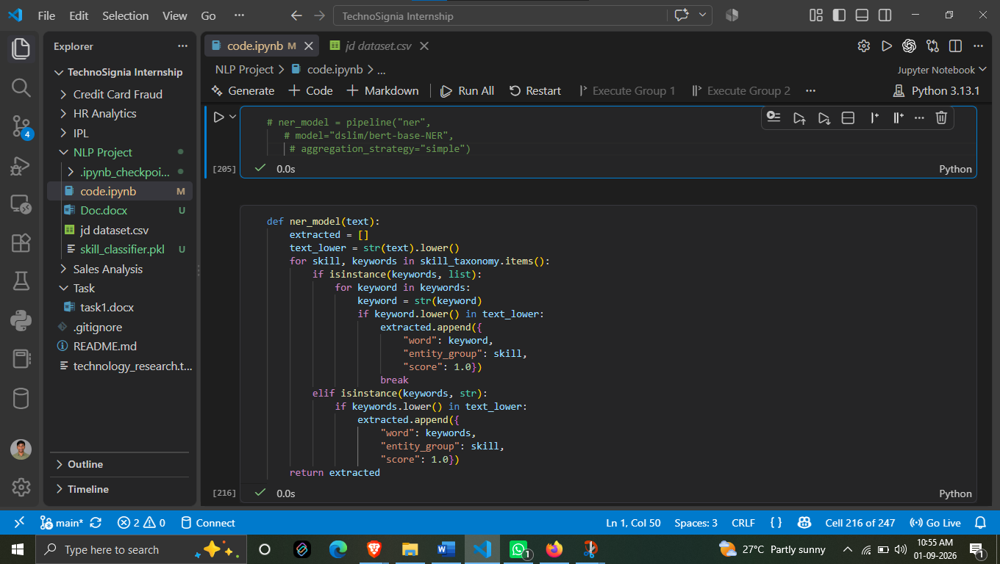 File Edit Selection View Go ···
TechnoSignia Internship
Explorer ···
TechnoSignia Internship
Credit Card Fraud
HR Analytics
IPL
NLP Project
.ipynb_checkpoi...
code.ipynb M
Doc.docx U
jd dataset.csv
skill_classifier.pkl U
Sales Analysis
Task
task1.docx
.gitignore
README.md
technology_research.t...
Outline
Timeline
4
code.ipynb M
jd dataset.csv
NLP Project > code.ipynb > ...
Jupyter Notebook
Generate + Code + Markdown Run All Restart Execute Group 1 Execute Group 2 ···
Python 3.13.1
# ner_model = pipeline("ner",
# model="dslim/bert-base-NER",
# aggregation_strategy="simple")
[205] 0.0s Python
def ner_model(text):
extracted = []
text_lower = str(text).lower()
for skill, keywords in skill_taxonomy.items():
if isinstance(keywords, list):
for keyword in keywords:
keyword = str(keyword)
if keyword.lower() in text_lower:
extracted.append({
"word": keyword,
"entity_group": skill,
"score": 1.0})
break
elif isinstance(keywords, str):
if keywords.lower() in text_lower:
extracted.append({
"word": keywords,
"entity_group": skill,
"score": 1.0})
return extracted
[216] 0.0s Python
main* 2 0 Connect
Ln 1, Col 50 Spaces: 3 CRLF { } Cell 216 of 247 Go Live
Type here to search
1
27°C Partly sunny
10:55 AM
01-09-2026
1